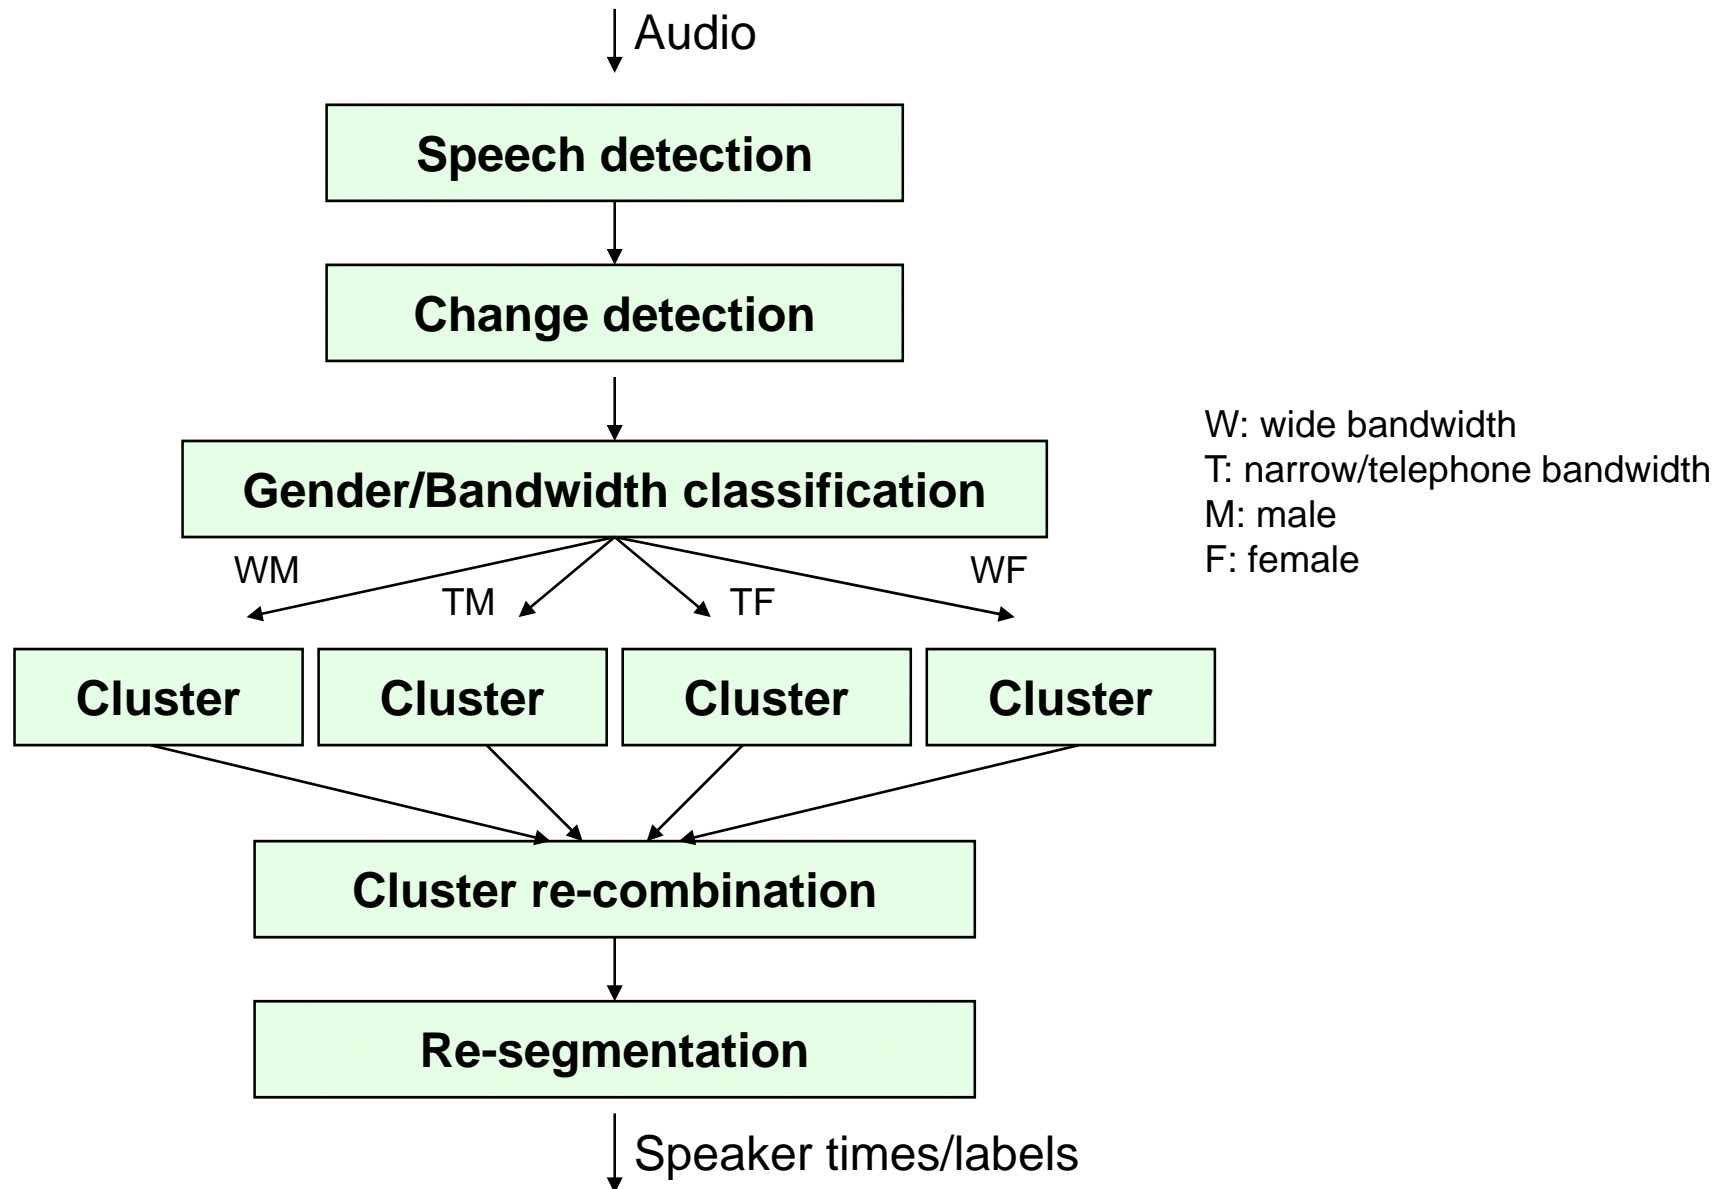 Audio
Speech detection
Change detection
Gender/Bandwidth classification
W: wide bandwidth
T: narrow/telephone bandwidth
M: male
F: female
WM
TM
TF
WF
Cluster
Cluster
Cluster
Cluster
Cluster re-combination
Re-segmentation
Speaker times/labels